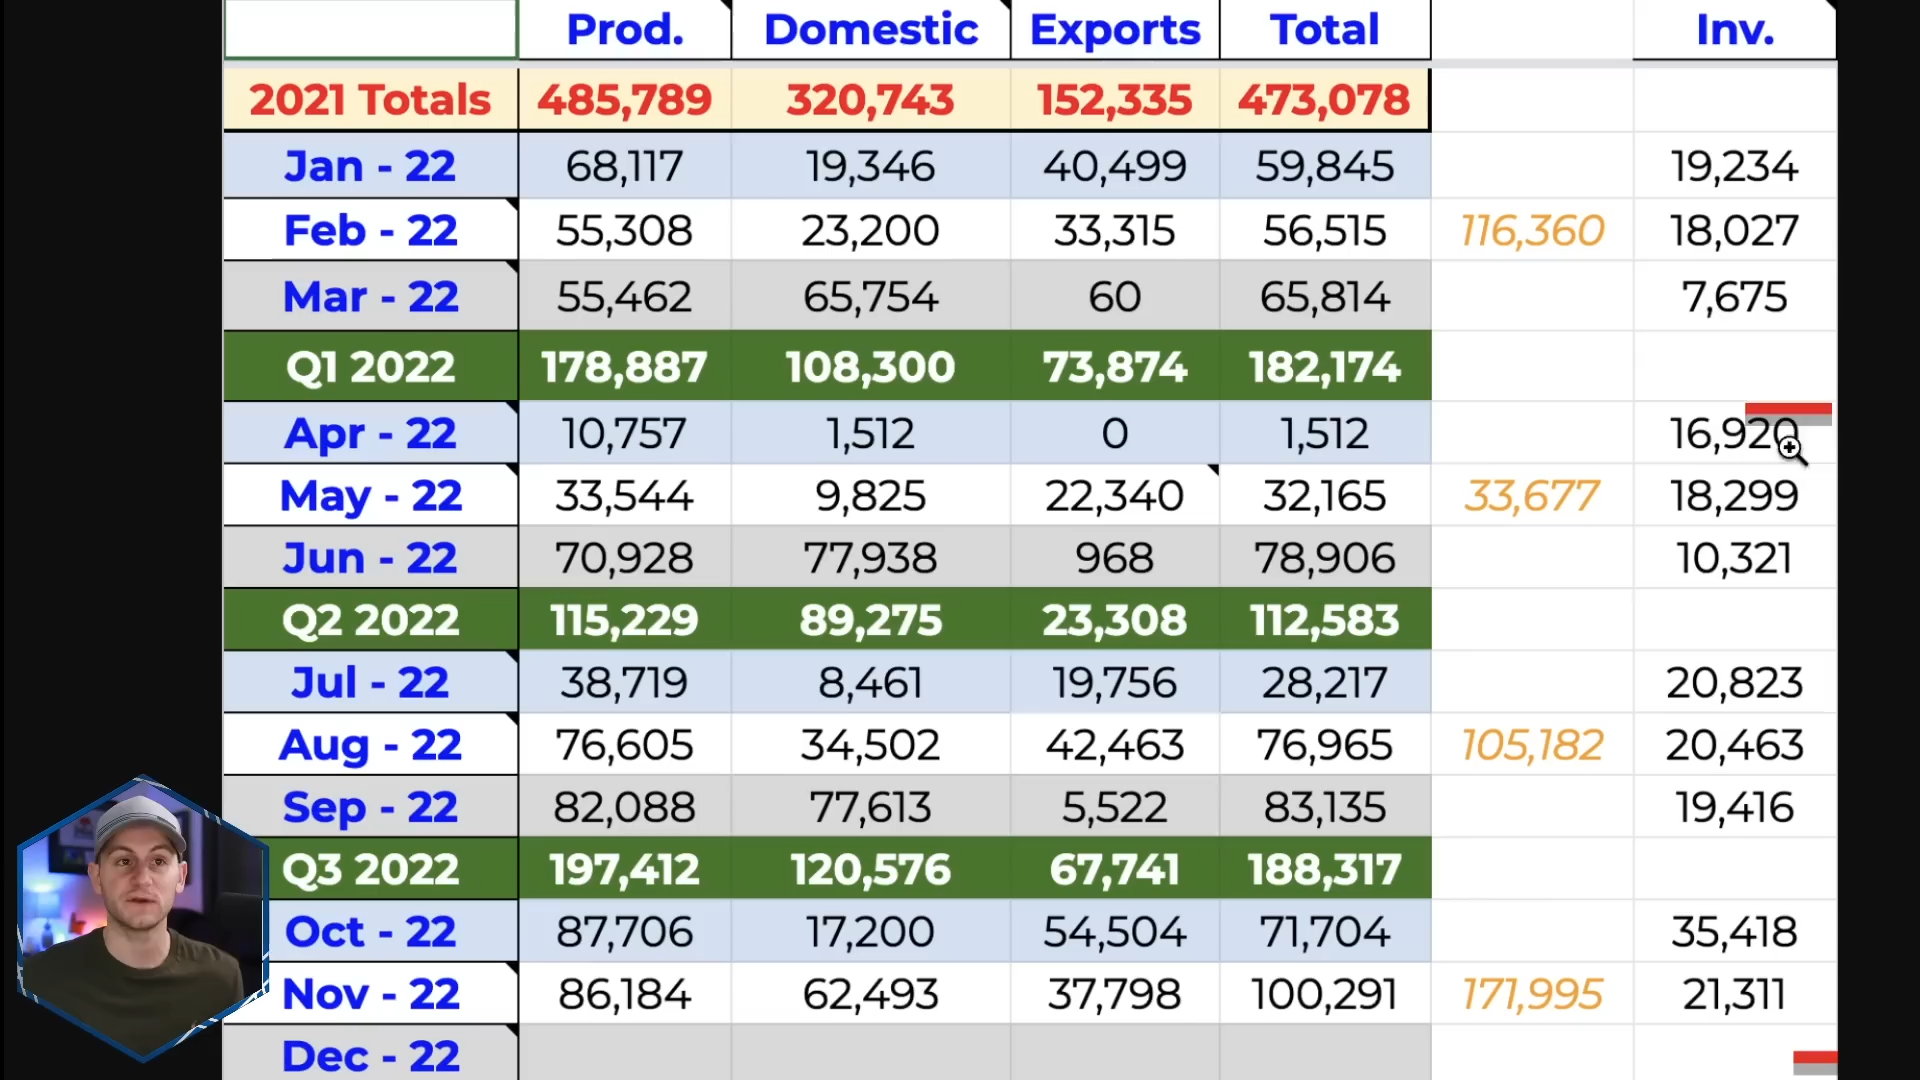 Prod. Domestic Exports Total Inv.
2021 Totals 485,789 320,743 152,335 473,078
Jan - 22 68,117 19,346 40,499 59,845 19,234
Feb - 22 55,308 23,200 33,315 56,515 116,360 18,027
Mar - 22 55,462 65,754 60 65,814 7,675
Q1 2022 178,887 108,300 73,874 182,174
Apr - 22 10,757 1,512 0 1,512 16,920
May - 22 33,544 9,825 22,340 32,165 33,677 18,299
Jun - 22 70,928 77,938 968 78,906 10,321
Q2 2022 115,229 89,275 23,308 112,583
Jul - 22 38,719 8,461 19,756 28,217 20,823
Aug - 22 76,605 34,502 42,463 76,965 105,182 20,463
Sep - 22 82,088 77,613 5,522 83,135 19,416
Q3 2022 197,412 120,576 67,741 188,317
Oct - 22 87,706 17,200 54,504 71,704 35,418
Nov - 22 86,184 62,493 37,798 100,291 171,995 21,311
Dec - 22